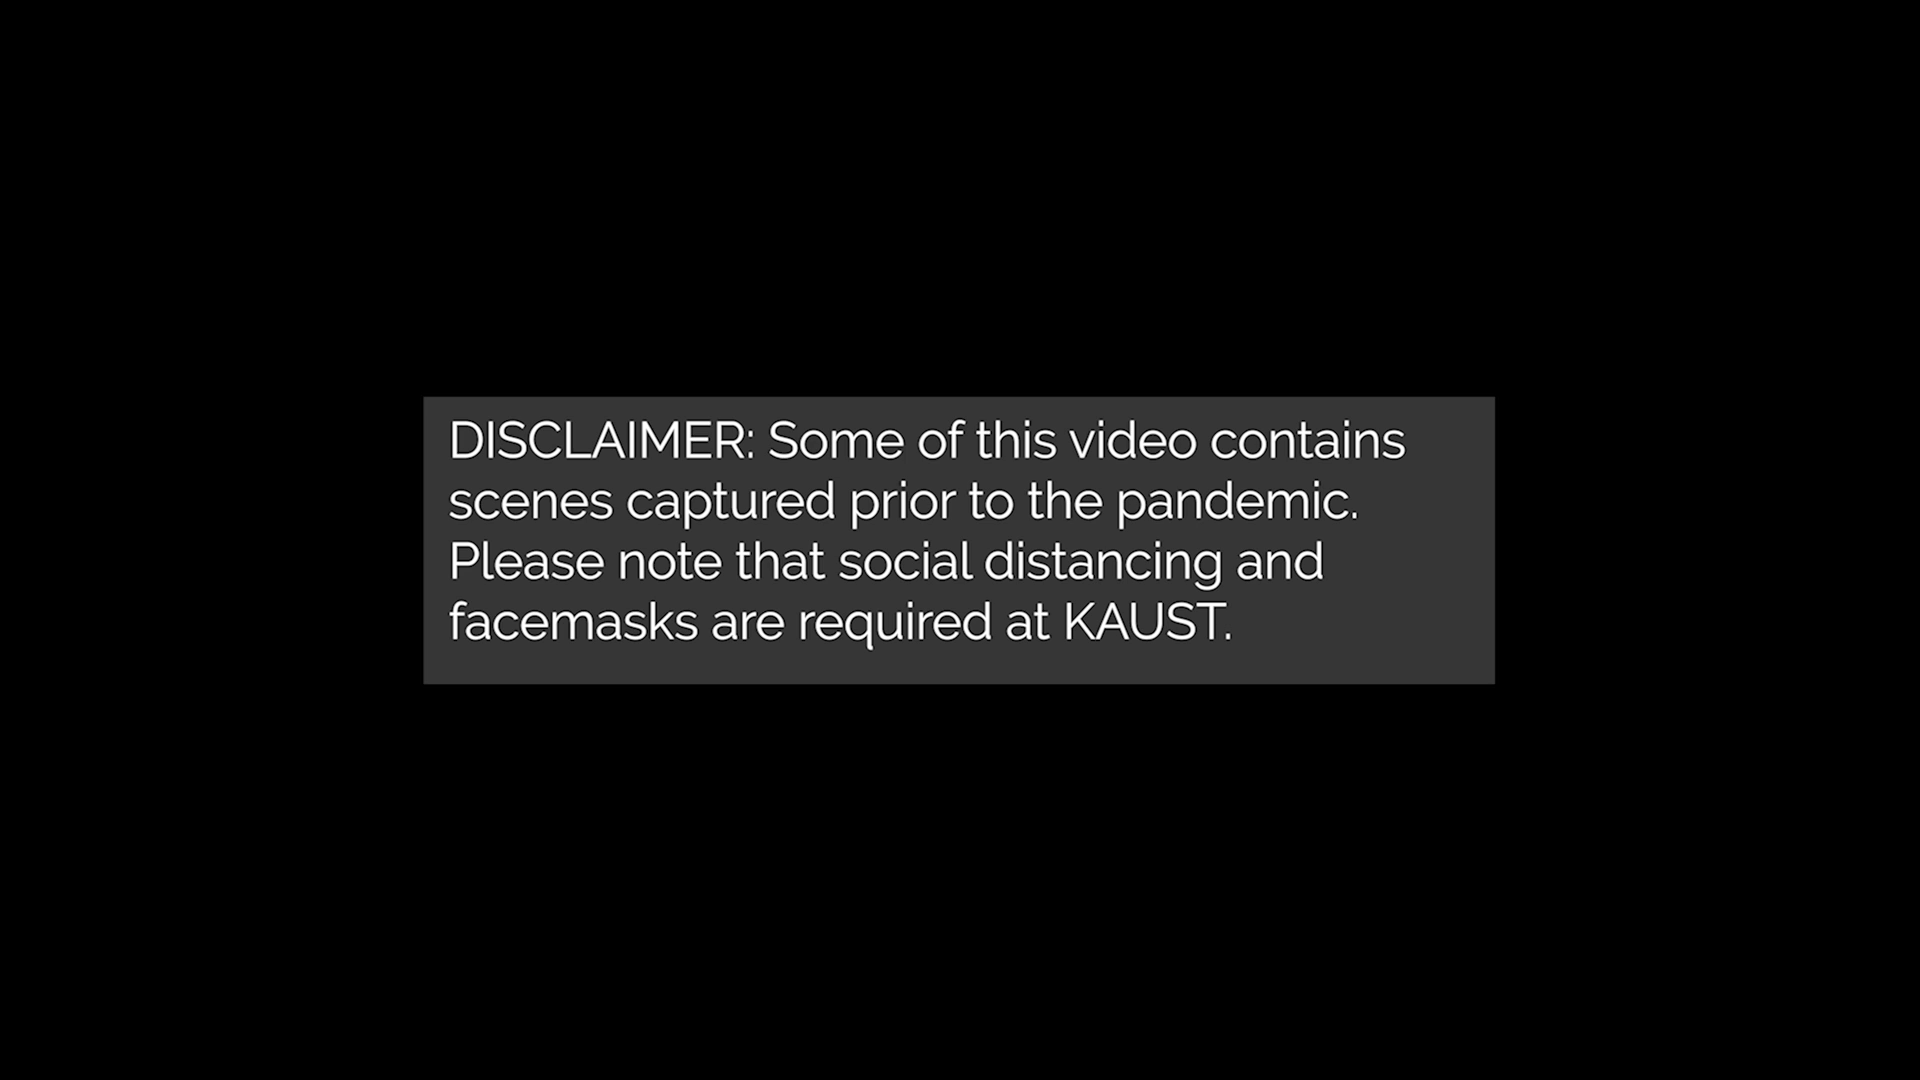 DISCLAIMER: Some of this video contains
scenes captured prior to the pandemic.
Please note that social distancing and
facemasks are required at KAUST.